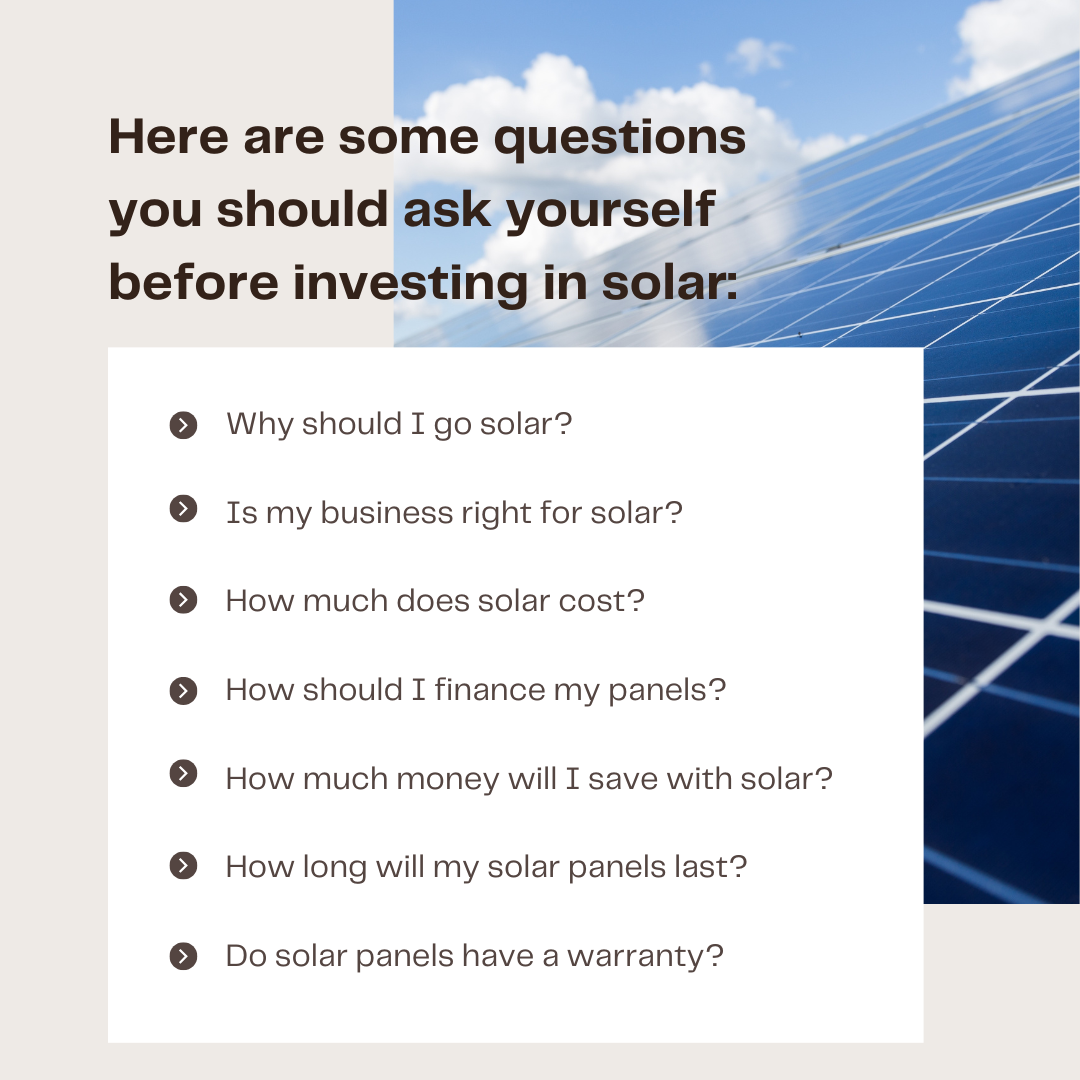 Here are some questions
you should ask yourself
before investing in solar:
Why should I go solar?
Is my business right for solar?
How much does solar cost?
How should I finance my panels?
How much money will I save with solar?
How long will my solar panels last?
Do solar panels have a warranty?